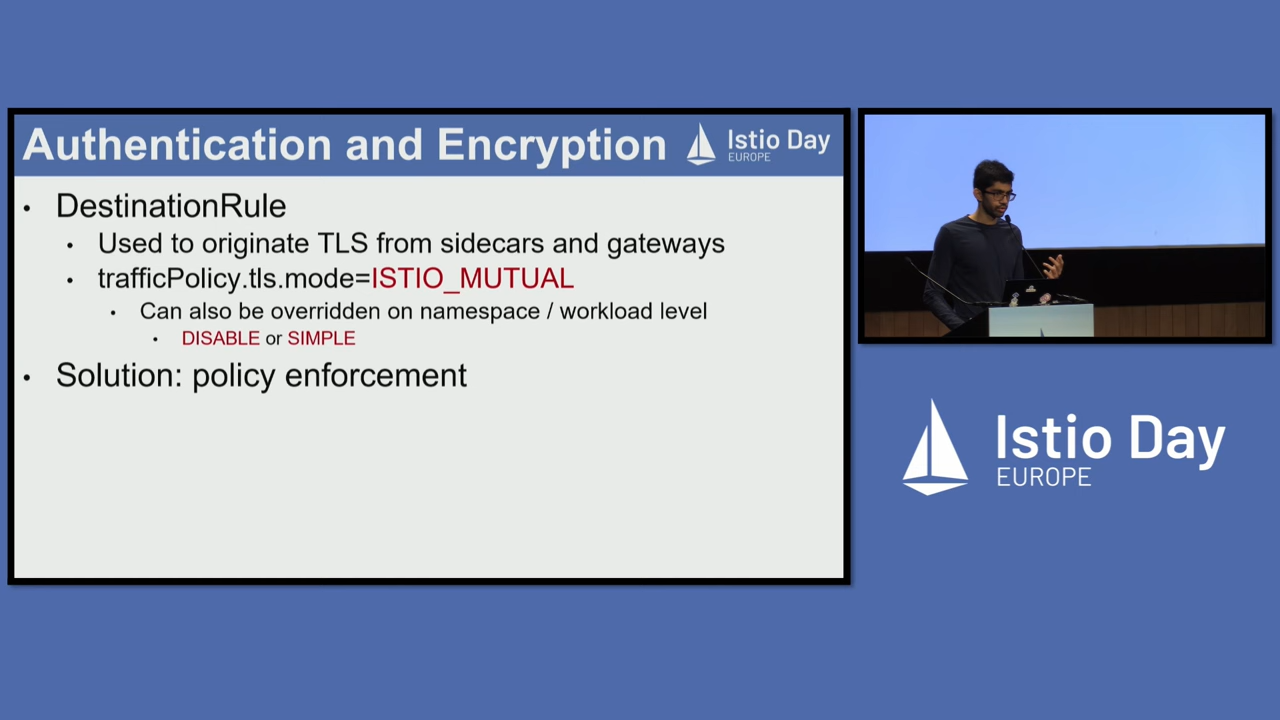 Authentication and Encryption
Istio Day
EUROPE
• DestinationRule
• Used to originate TLS from sidecars and gateways
• trafficPolicy.tls.mode=ISTIO_MUTUAL
• Can also be overridden on namespace / workload level
• DISABLE or SIMPLE
• Solution: policy enforcement
Istio Day
EUROPE